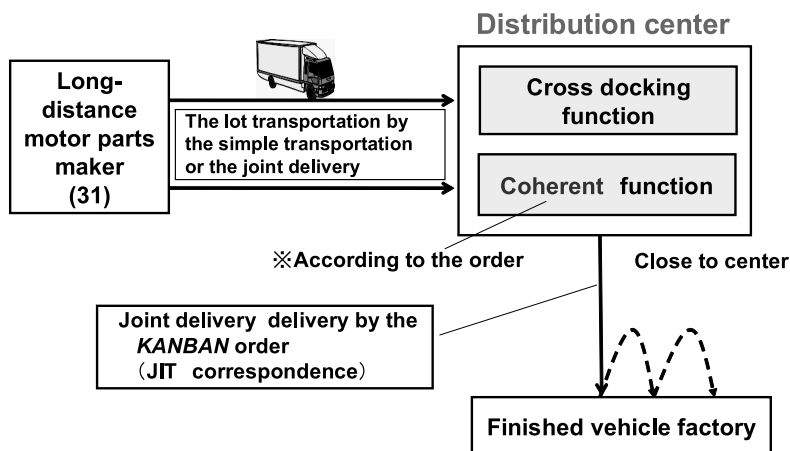 Distribution center
Long-
distance
motor parts
maker
(31)
The lot transportation by
the simple transportation
or the joint delivery
Cross docking
function
Coherent function
※According to the order
Close to center
Joint delivery delivery by the
KANBAN order
（JIT correspondence）
Finished vehicle factory